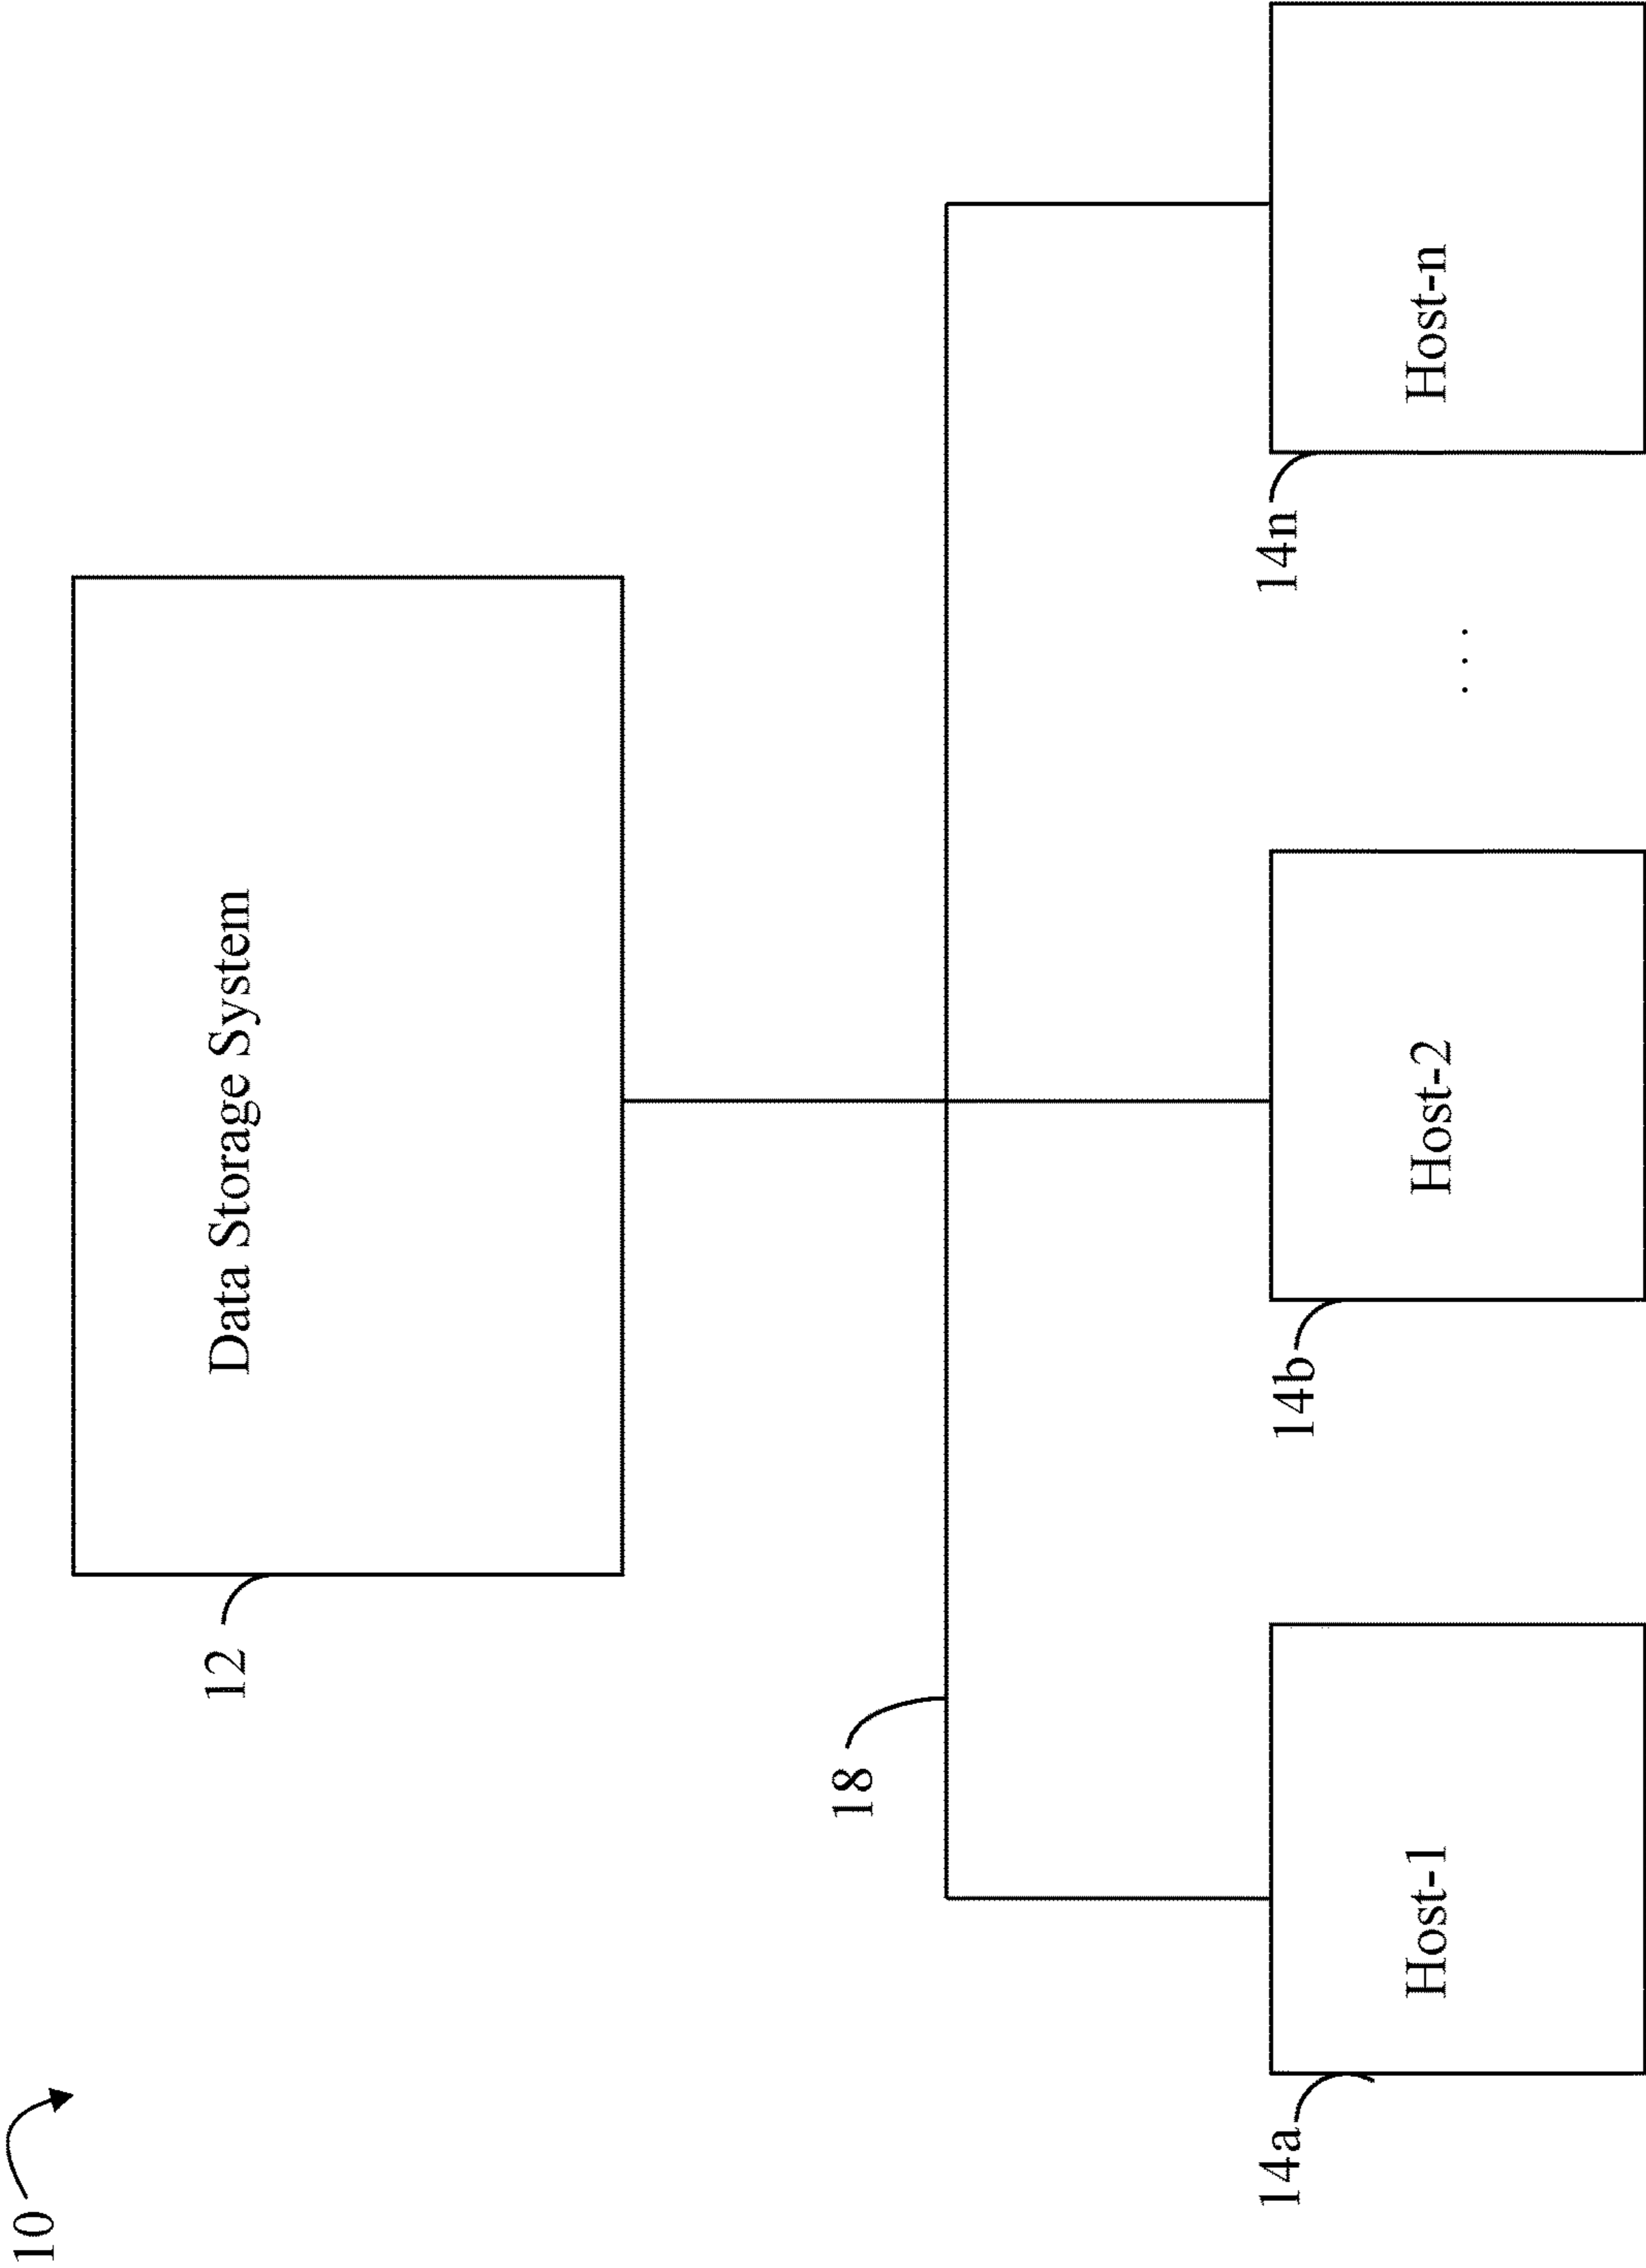 10
12
Data Storage System
18
14a
Host-1
14b
Host-2
. . .
14n
Host-n